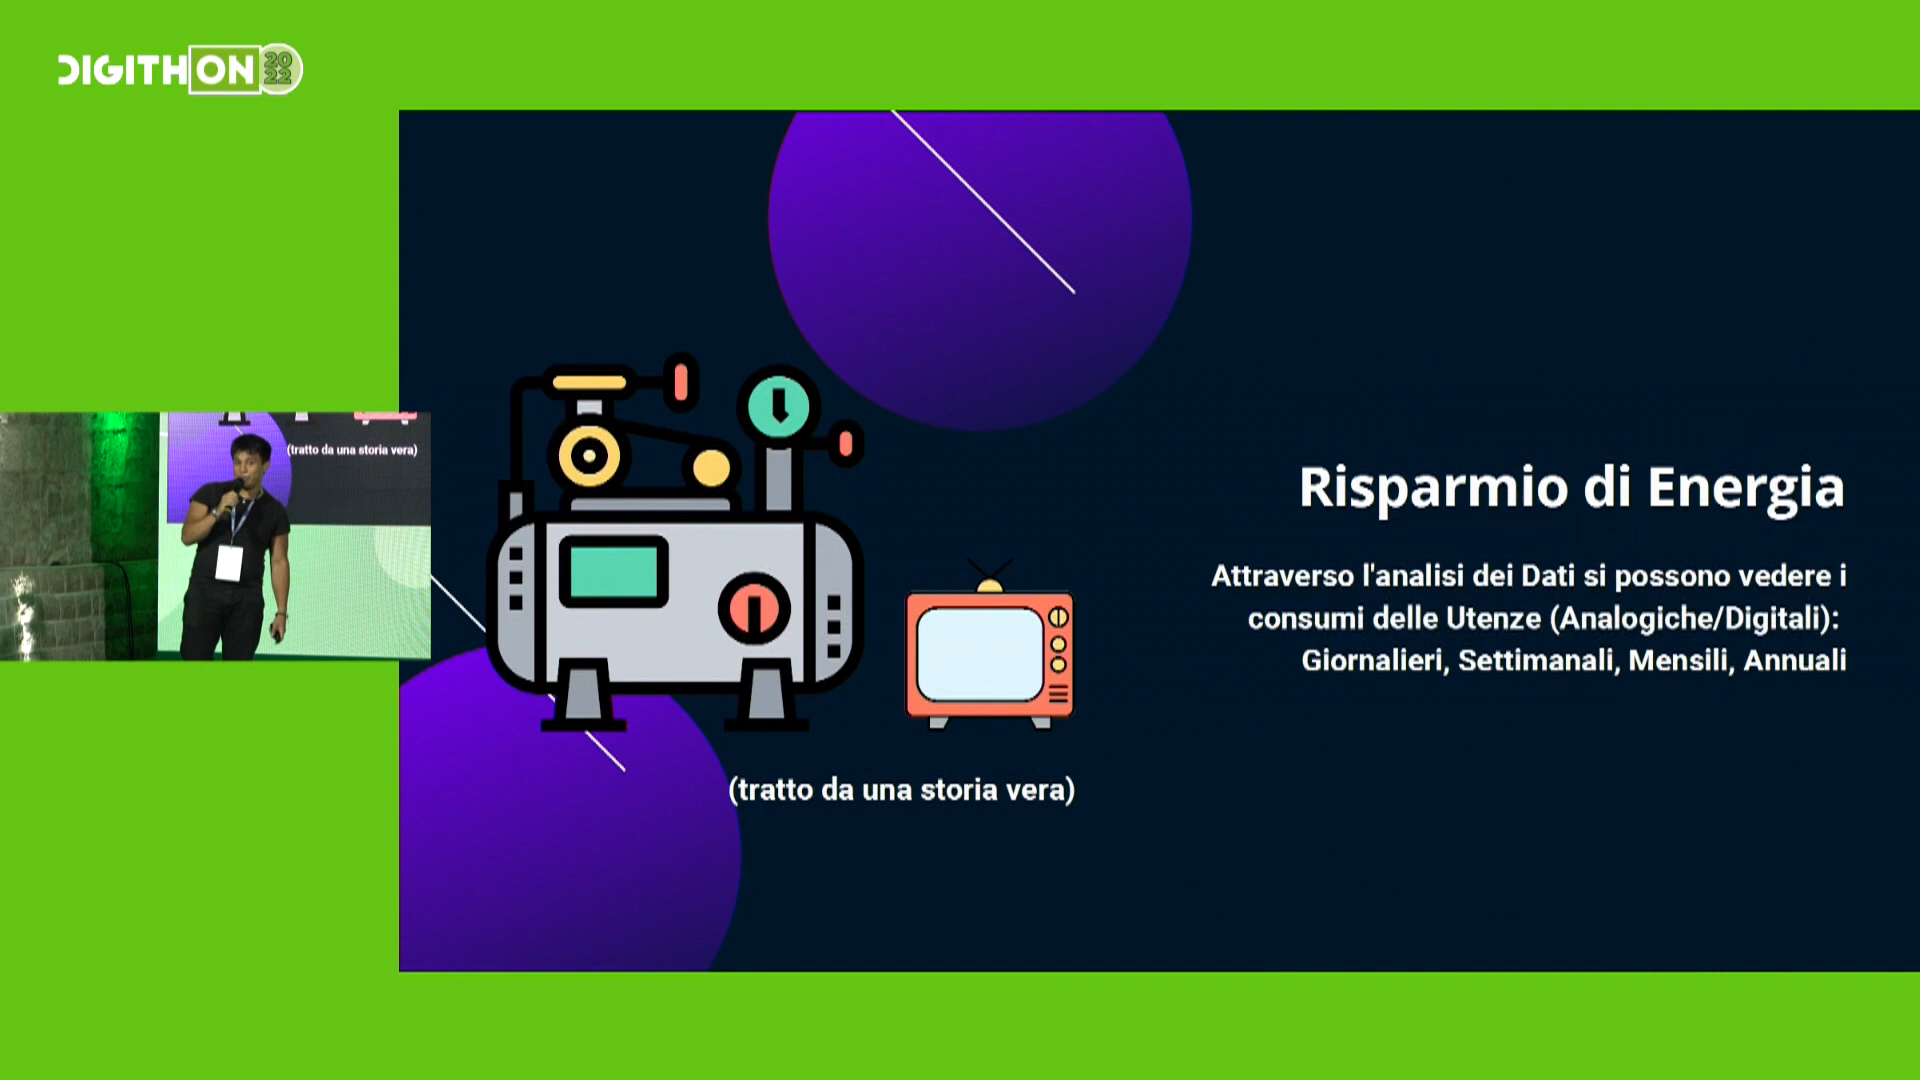 DIGITHON 2022
(tratto da una storia vera)
Risparmio di Energia
Attraverso l'analisi dei Dati si possono vedere i
consumi delle Utenze (Analogiche/Digitali):
Giornalieri, Settimanali, Mensili, Annuali
(tratto da una storia vera)